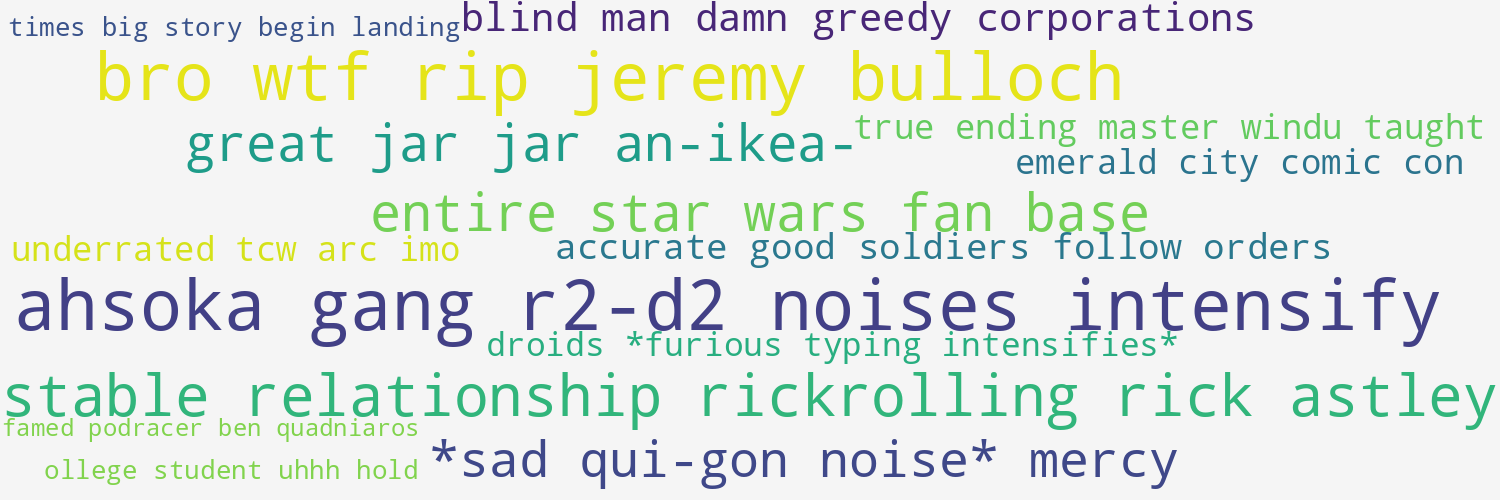 times big story begin landing
blind man damn greedy corporations
bro wtf rip jeremy bulloch
great jar jar an-ikea-
true ending master windu taught
emerald city comic con
entire star wars fan base
underrated tcw arc imo
accurate good soldiers follow orders
ahsoka gang r2-d2 noises intensify
droids *furious typing intensifies*
stable relationship rickrolling rick astley
famed podracer ben quadniaros
ollege student uhhh hold
*sad qui-gon noise* mercy